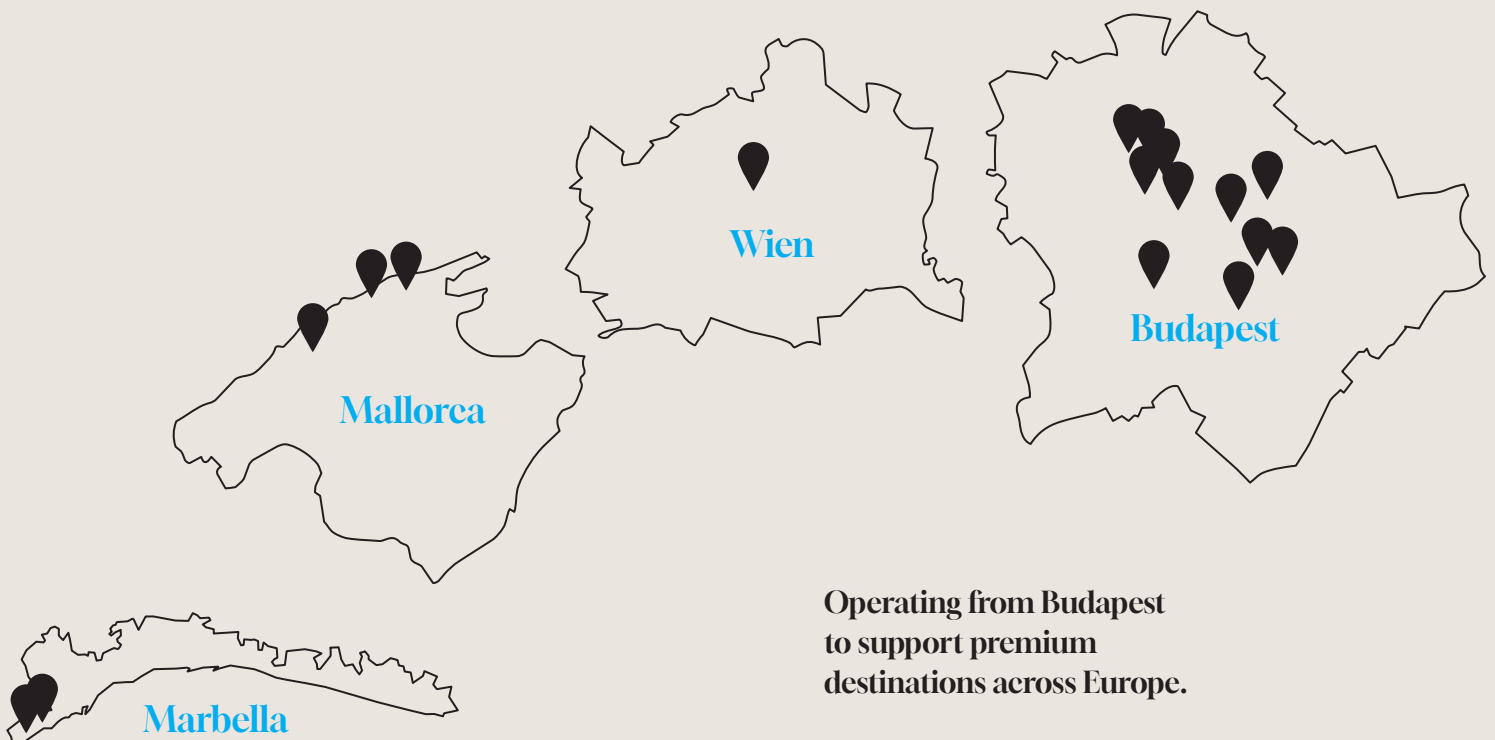 Wien
Budapest
Mallorca
Marbella
Operating from Budapest
to support premium
destinations across Europe.